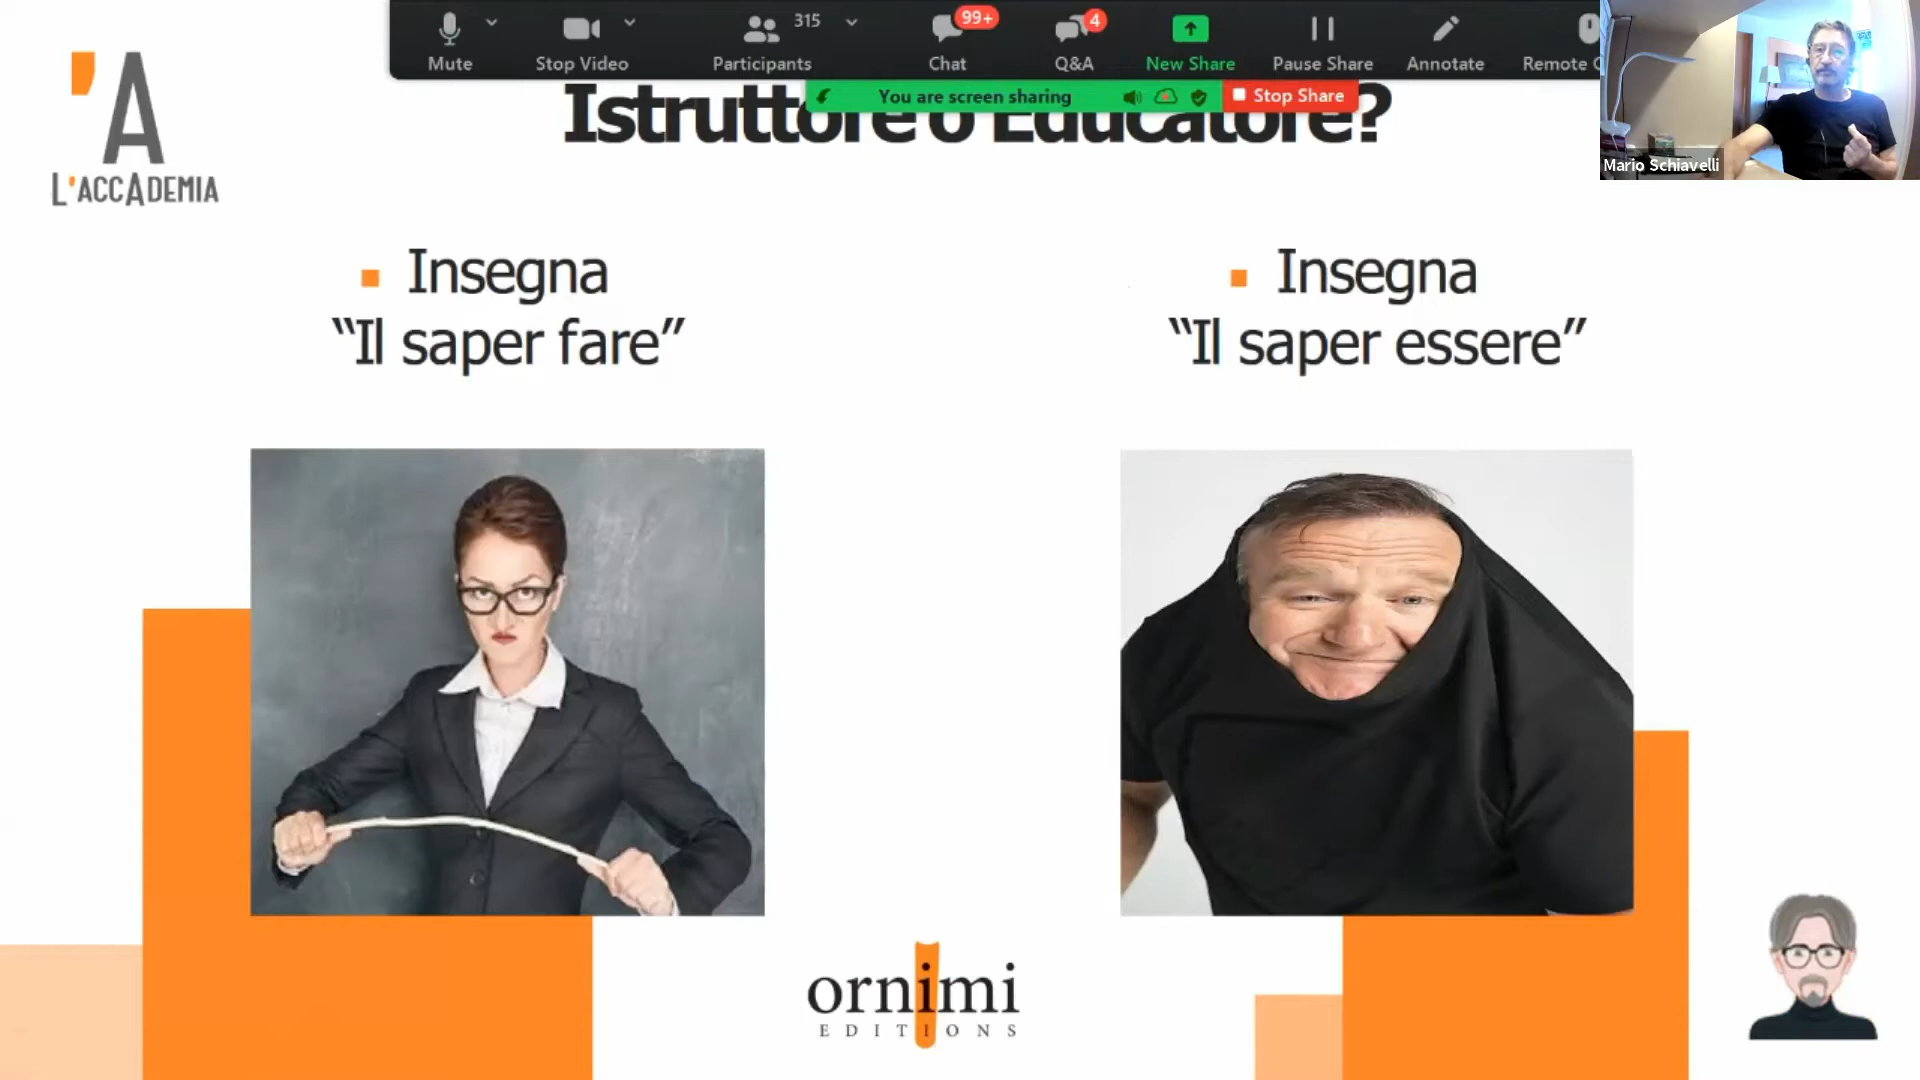 Mute
Stop Video
Participants
315
Chat
99+
Q&A
4
New Share
Pause Share
Annotate
Remote
You are screen sharing
Stop Share
Mario Schiavelli
'A
L'ACCADEMIA
Istruttore o Educatore?
Insegna
“Il saper fare”
Insegna
“Il saper essere”
ornimi
EDITIONS